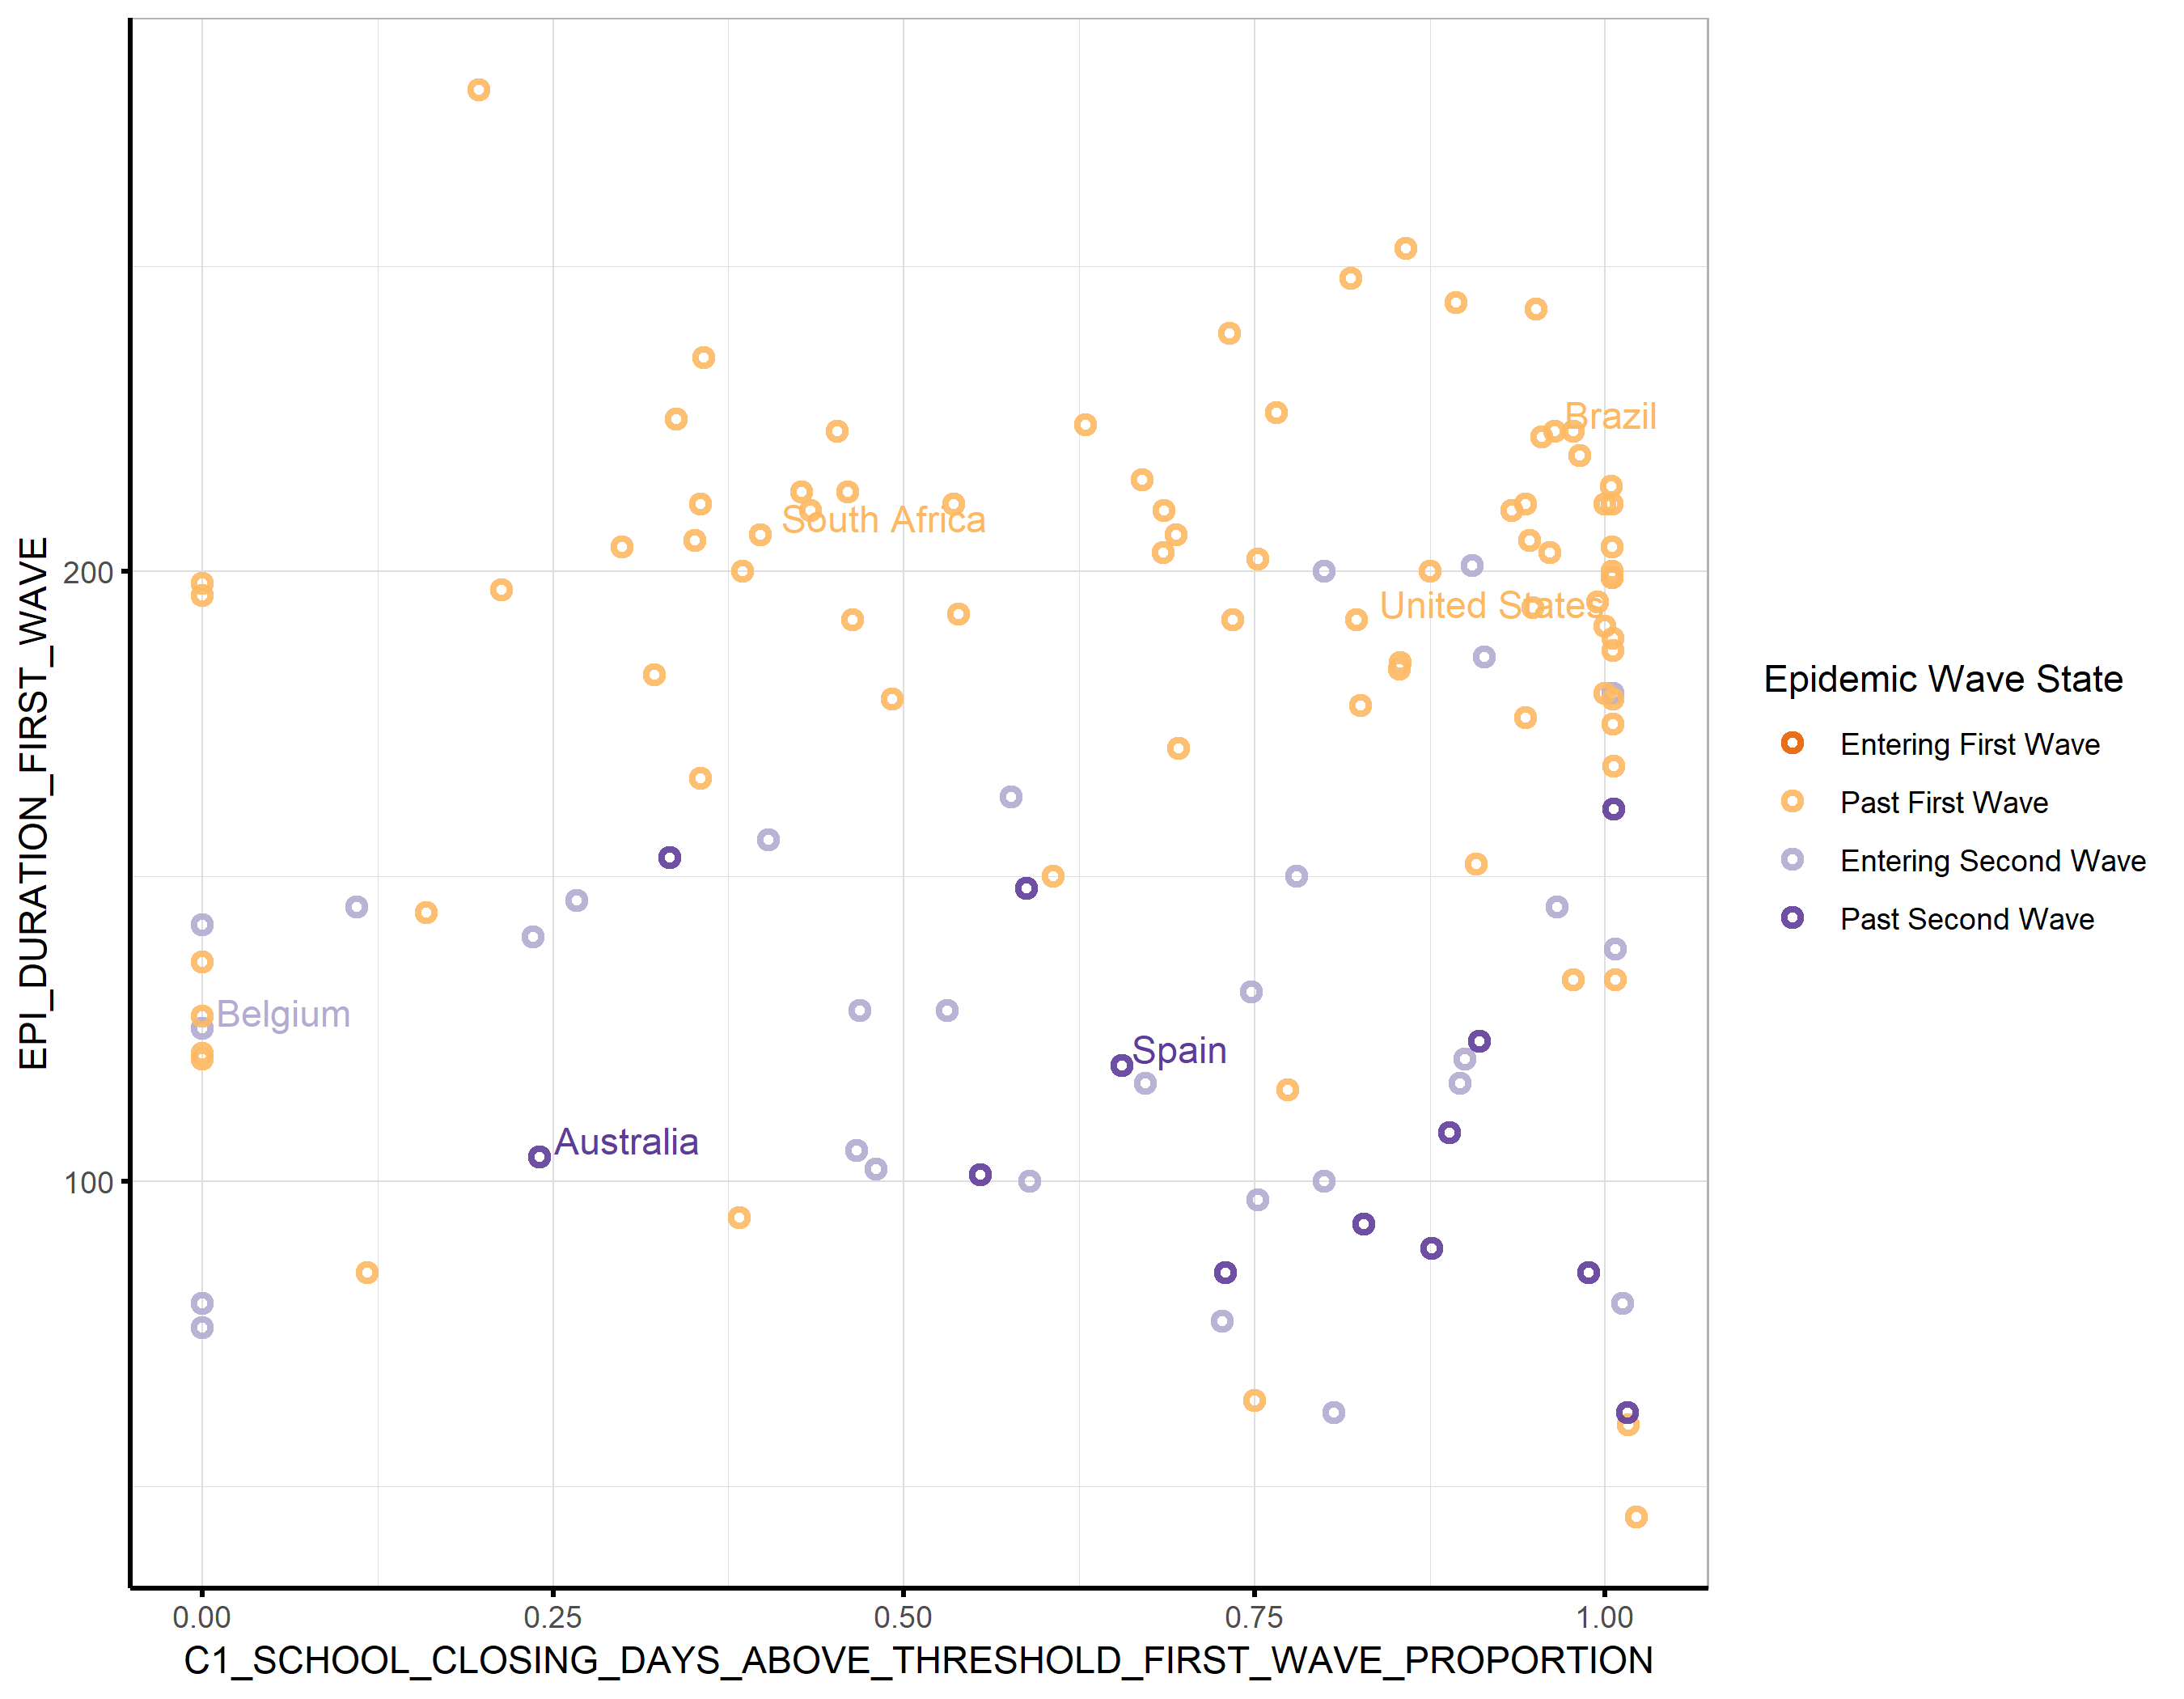 EPI_DURATION_FIRST_WAVE
200
100
Brazil
South Africa
United States
Belgium
Spain
Australia
0.00 0.25 0.50 0.75 1.00
C1_SCHOOL_CLOSING_DAYS_ABOVE_THRESHOLD_FIRST_WAVE_PROPORTION
Epidemic Wave State
Entering First Wave
Past First Wave
Entering Second Wave
Past Second Wave